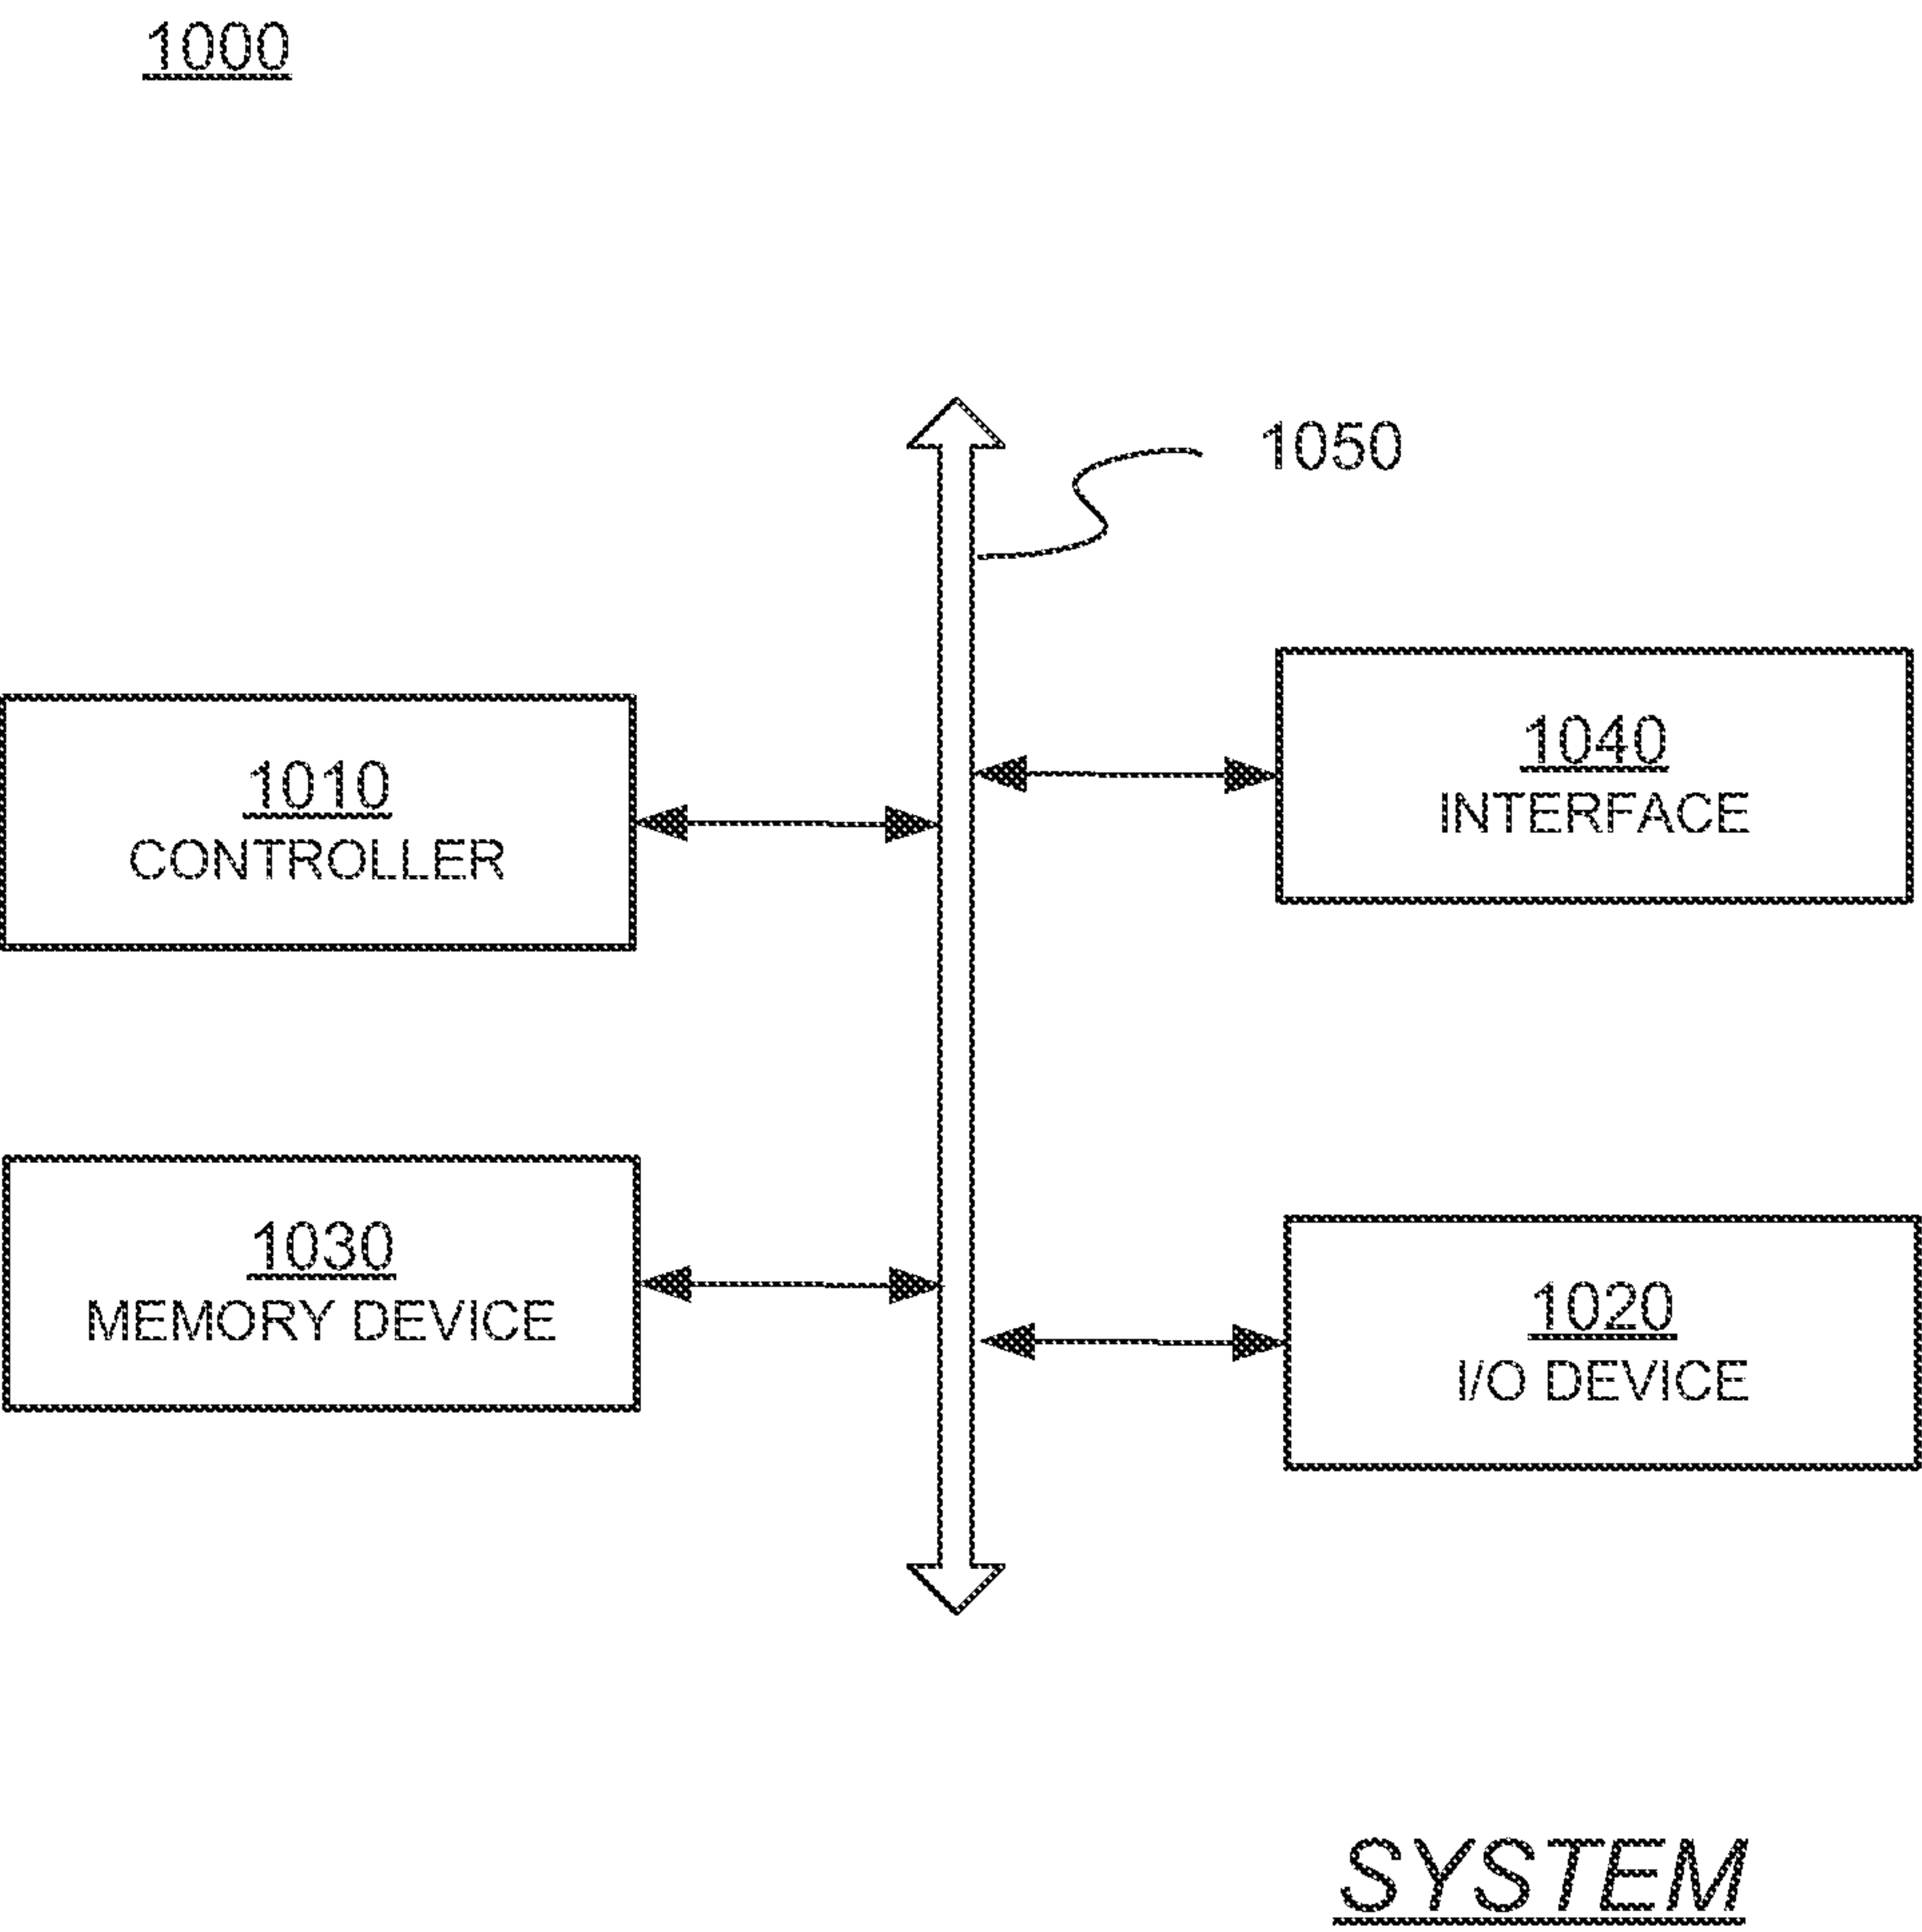 1000
1050
1010
CONTROLLER
1040
INTERFACE
1030
MEMORY DEVICE
1020
I/O DEVICE
SYSTEM